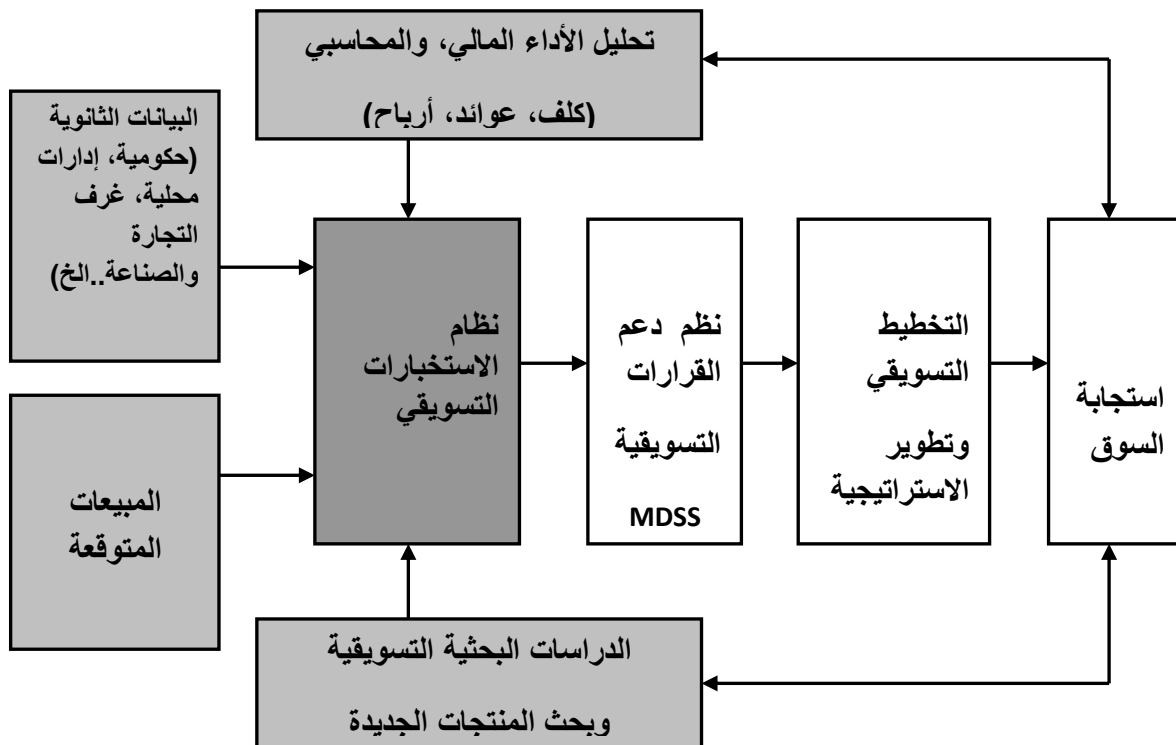 تحليل الأداء المالي، والمحاسبي
(كلف، عوائد، أرباح)
البيانات الثانوية
(حكومية، إدارات
محلية، غرف
التجارة
والصناعة..الخ)
المبيعات
المتوقعة
نظام
الاستخبارات
التسويقي
نظم دعم
القرارات
التسويقية
MDSS
التخطيط
التسويقي
وتطوير
الاستراتيجية
استجابة
السوق
الدراسات البحثية التسويقية
وبحث المنتجات الجديدة